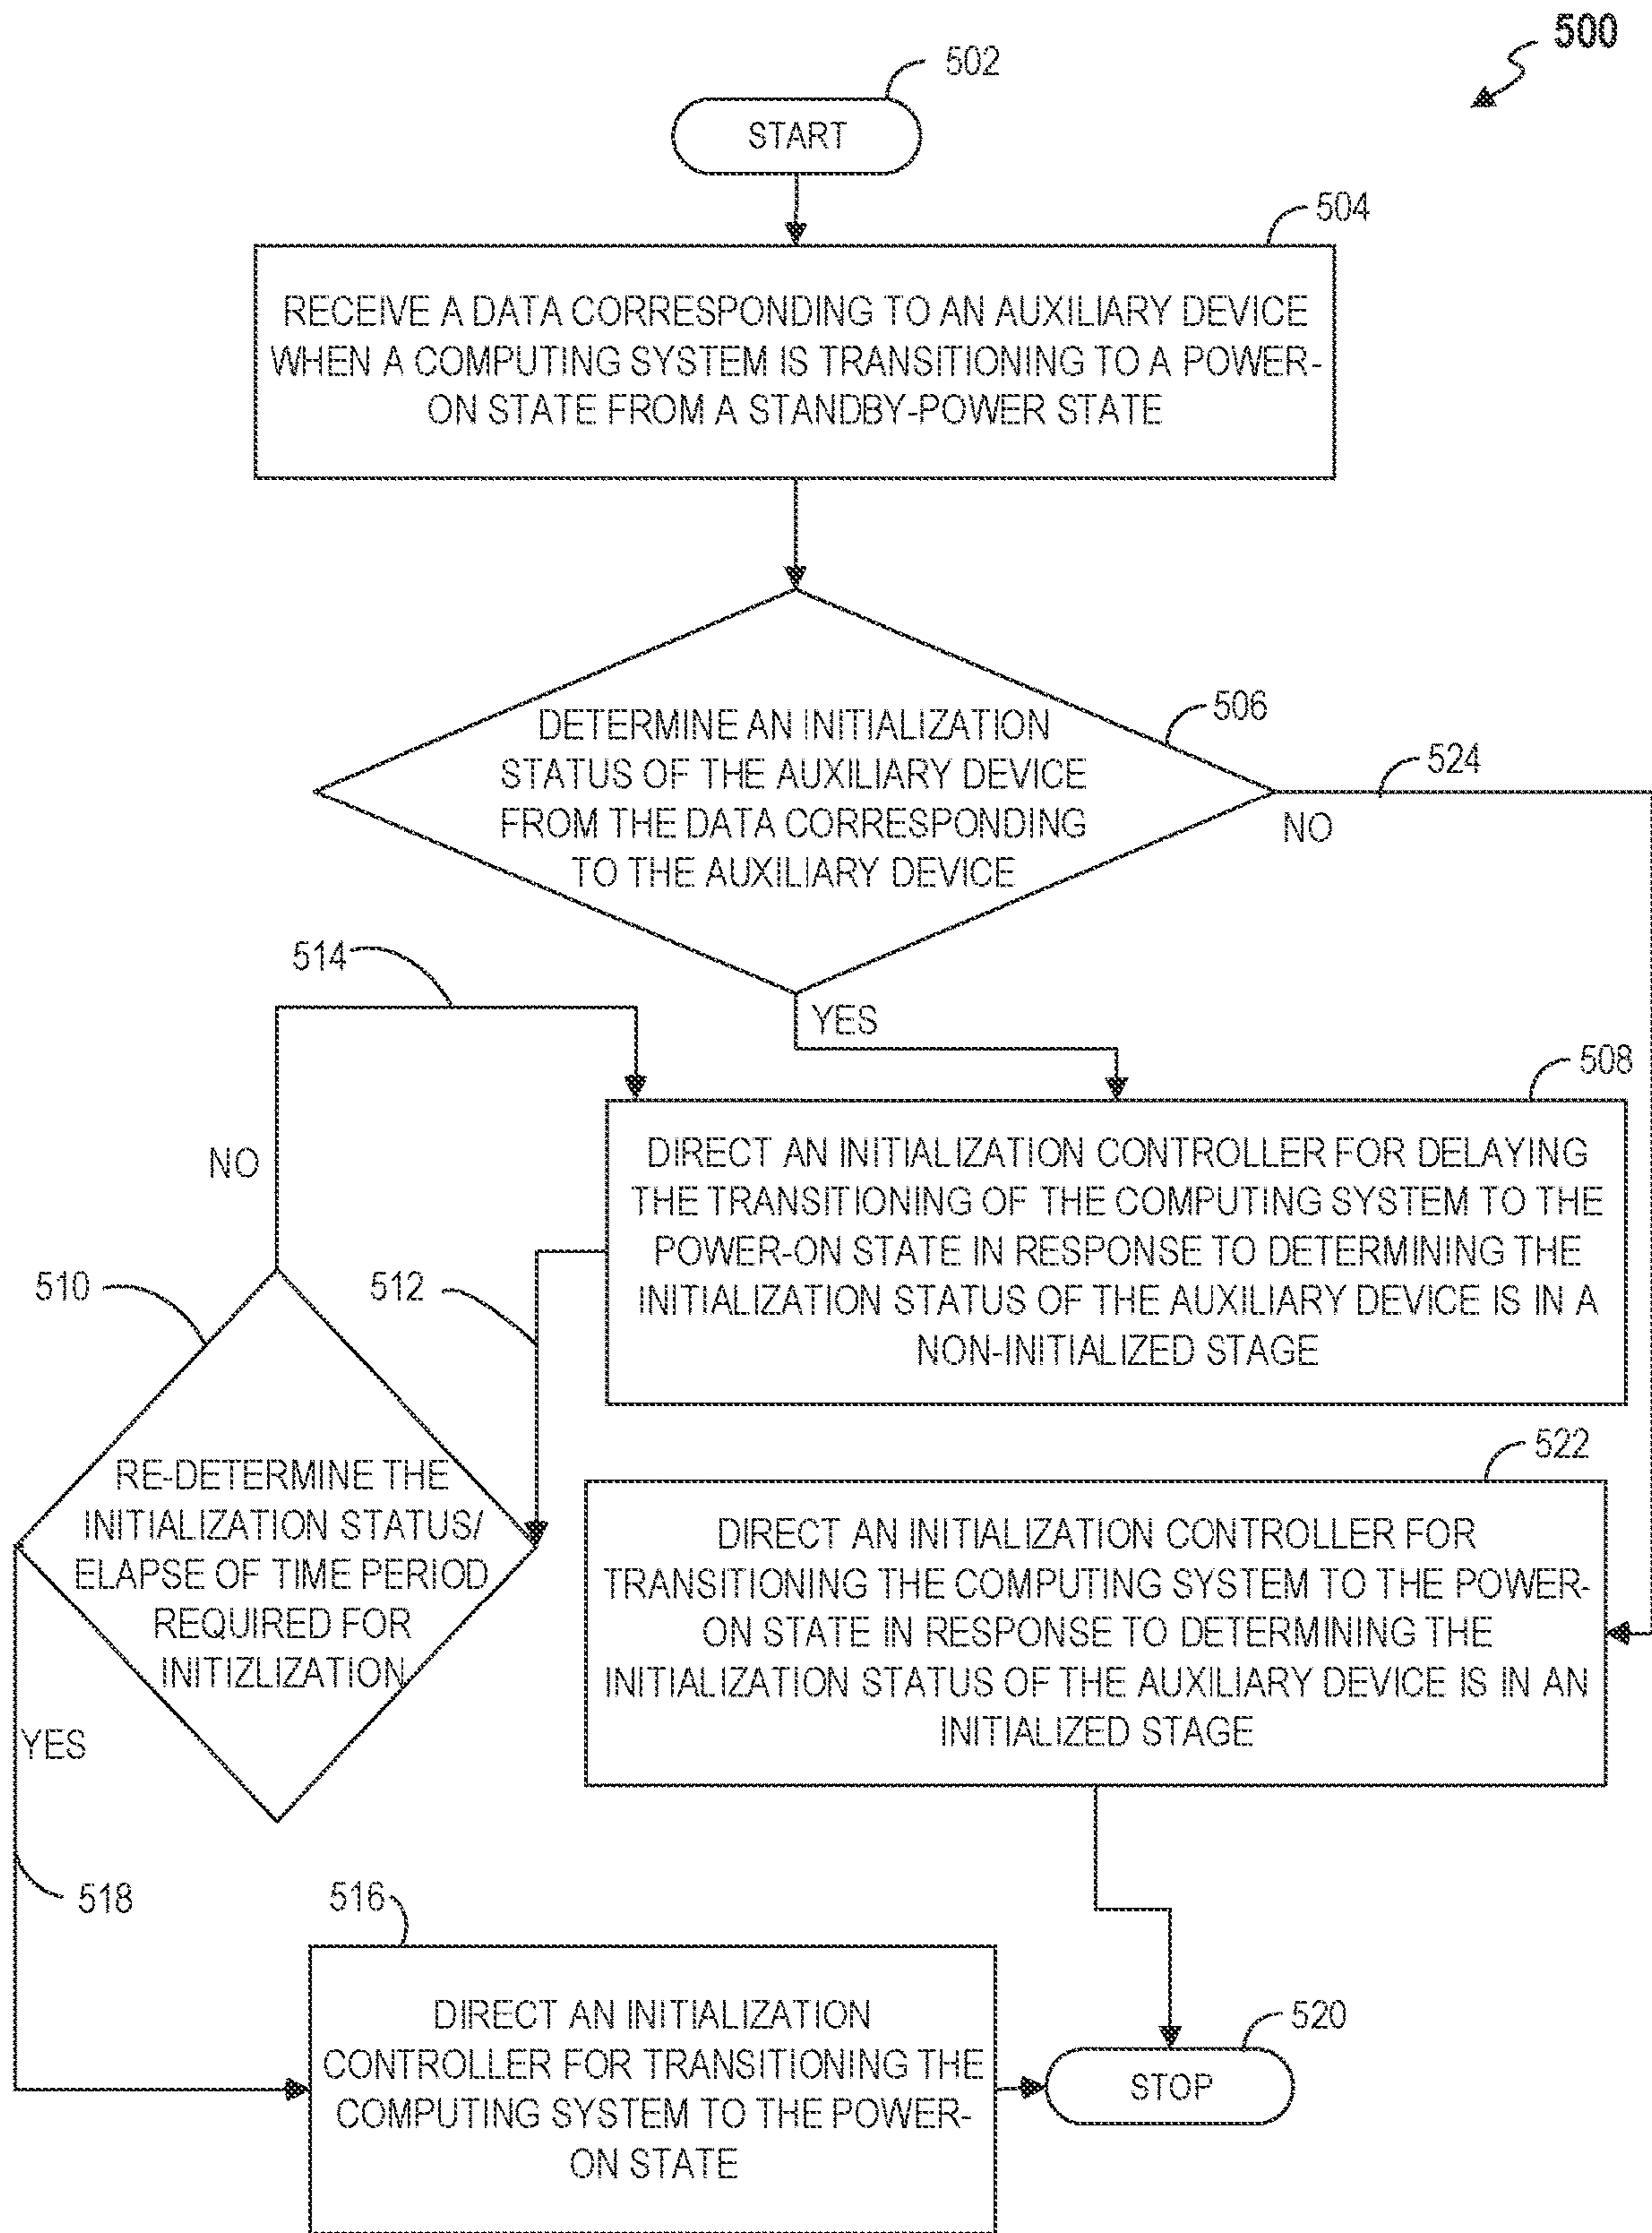 500
502
START
504
RECEIVE A DATA CORRESPONDING TO AN AUXILIARY DEVICE
WHEN A COMPUTING SYSTEM IS TRANSITIONING TO A POWER-
ON STATE FROM A STANDBY-POWER STATE
506
DETERMINE AN INITIALIZATION
STATUS OF THE AUXILIARY DEVICE
FROM THE DATA CORRESPONDING
TO THE AUXILIARY DEVICE
524
NO
514
YES
508
NO
DIRECT AN INITIALIZATION CONTROLLER FOR DELAYING
THE TRANSITIONING OF THE COMPUTING SYSTEM TO THE
POWER-ON STATE IN RESPONSE TO DETERMINING THE
INITIALIZATION STATUS OF THE AUXILIARY DEVICE IS IN A
NON-INITIALIZED STAGE
510
512
RE-DETERMINE THE
INITIALIZATION STATUS/
ELAPSE OF TIME PERIOD
REQUIRED FOR
INITIZLIZATION
522
DIRECT AN INITIALIZATION CONTROLLER FOR
TRANSITIONING THE COMPUTING SYSTEM TO THE POWER-
ON STATE IN RESPONSE TO DETERMINING THE
INITIALIZATION STATUS OF THE AUXILIARY DEVICE IS IN AN
INITIALIZED STAGE
YES
518
516
DIRECT AN INITIALIZATION
CONTROLLER FOR TRANSITIONING THE
COMPUTING SYSTEM TO THE POWER-
ON STATE
520
STOP